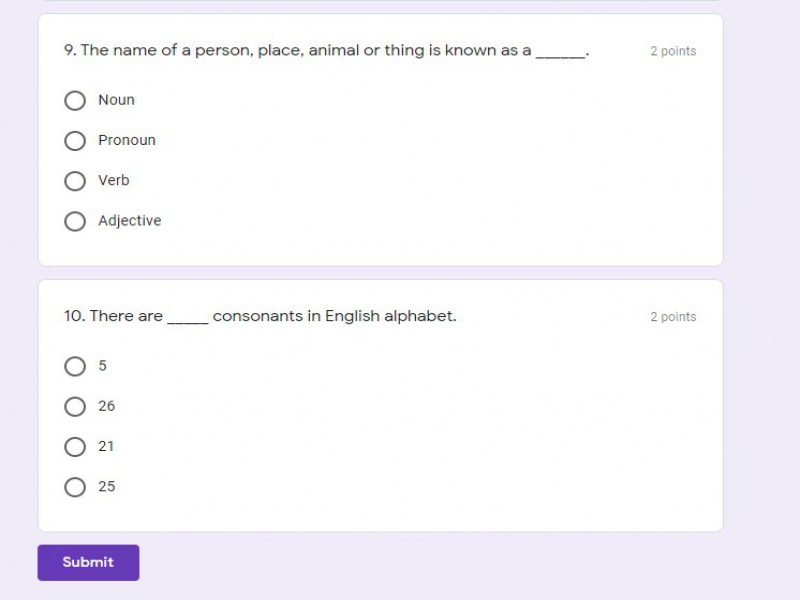 9. The name of a person, place, animal or thing is known as a ______. 2 points
Noun
Pronoun
Verb
Adjective
10. There are _____ consonants in English alphabet. 2 points
5
26
21
25
Submit